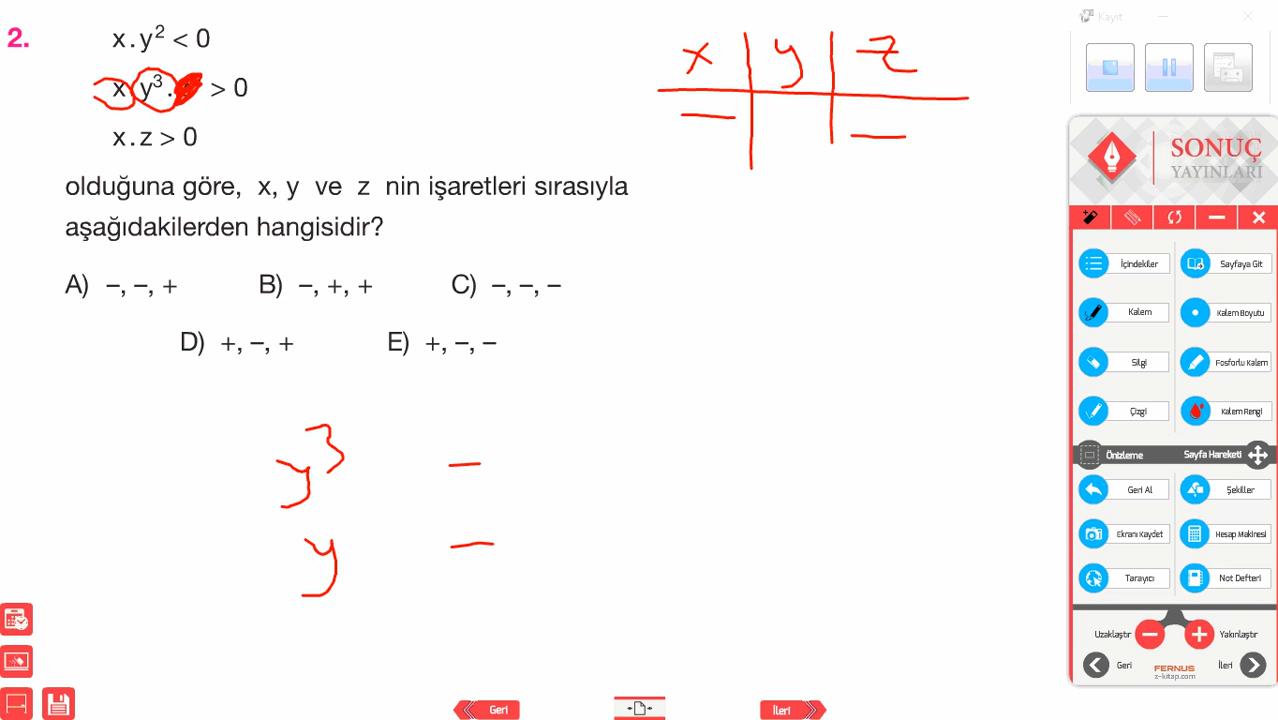 2.
x . y² < 0
x y³ . > 0
x . z > 0
olduğuna göre, x, y ve z nin işaretleri sırasıyla
aşağıdakilerden hangisidir?
A) –, –, + B) –, +, + C) –, –, –
D) +, –, + E) +, –, –
x y z
– –
y³ –
y –
Kayıt
SONUÇ
YAYINLARI
İçindekiler Sayfaya Git
Kalem Kalem Boyutu
Silgi Fosforlu Kalem
Çizgi Kalem Rengi
Önizleme Sayfa Hareketi
Geri Al Şekiller
Ekranı Kaydet Hesap Makinesi
Tarayıcı Not Defteri
Uzaklaştır Yakınlaştır
Geri FERNUS İleri
z-kitap.com
Geri İleri